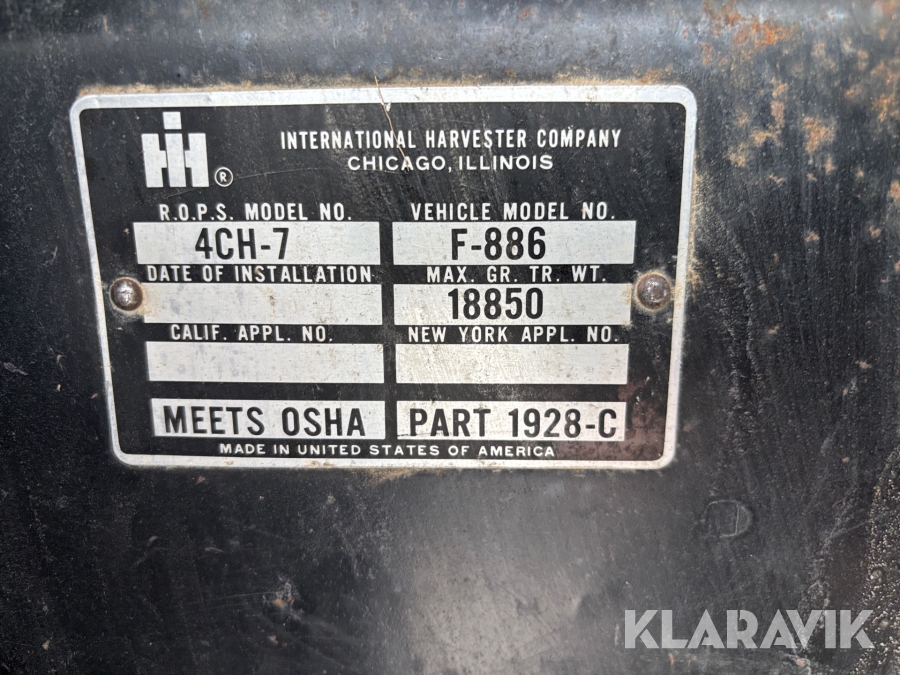 IH ®
INTERNATIONAL HARVESTER COMPANY
CHICAGO, ILLINOIS
R.O.P.S. MODEL NO. VEHICLE MODEL NO.
4CH-7 F-886
DATE OF INSTALLATION MAX. GR. TR. WT.
18850
CALIF. APPL. NO. NEW YORK APPL. NO.
MEETS OSHA PART 1928-C
MADE IN UNITED STATES OF AMERICA
KLARAVIK